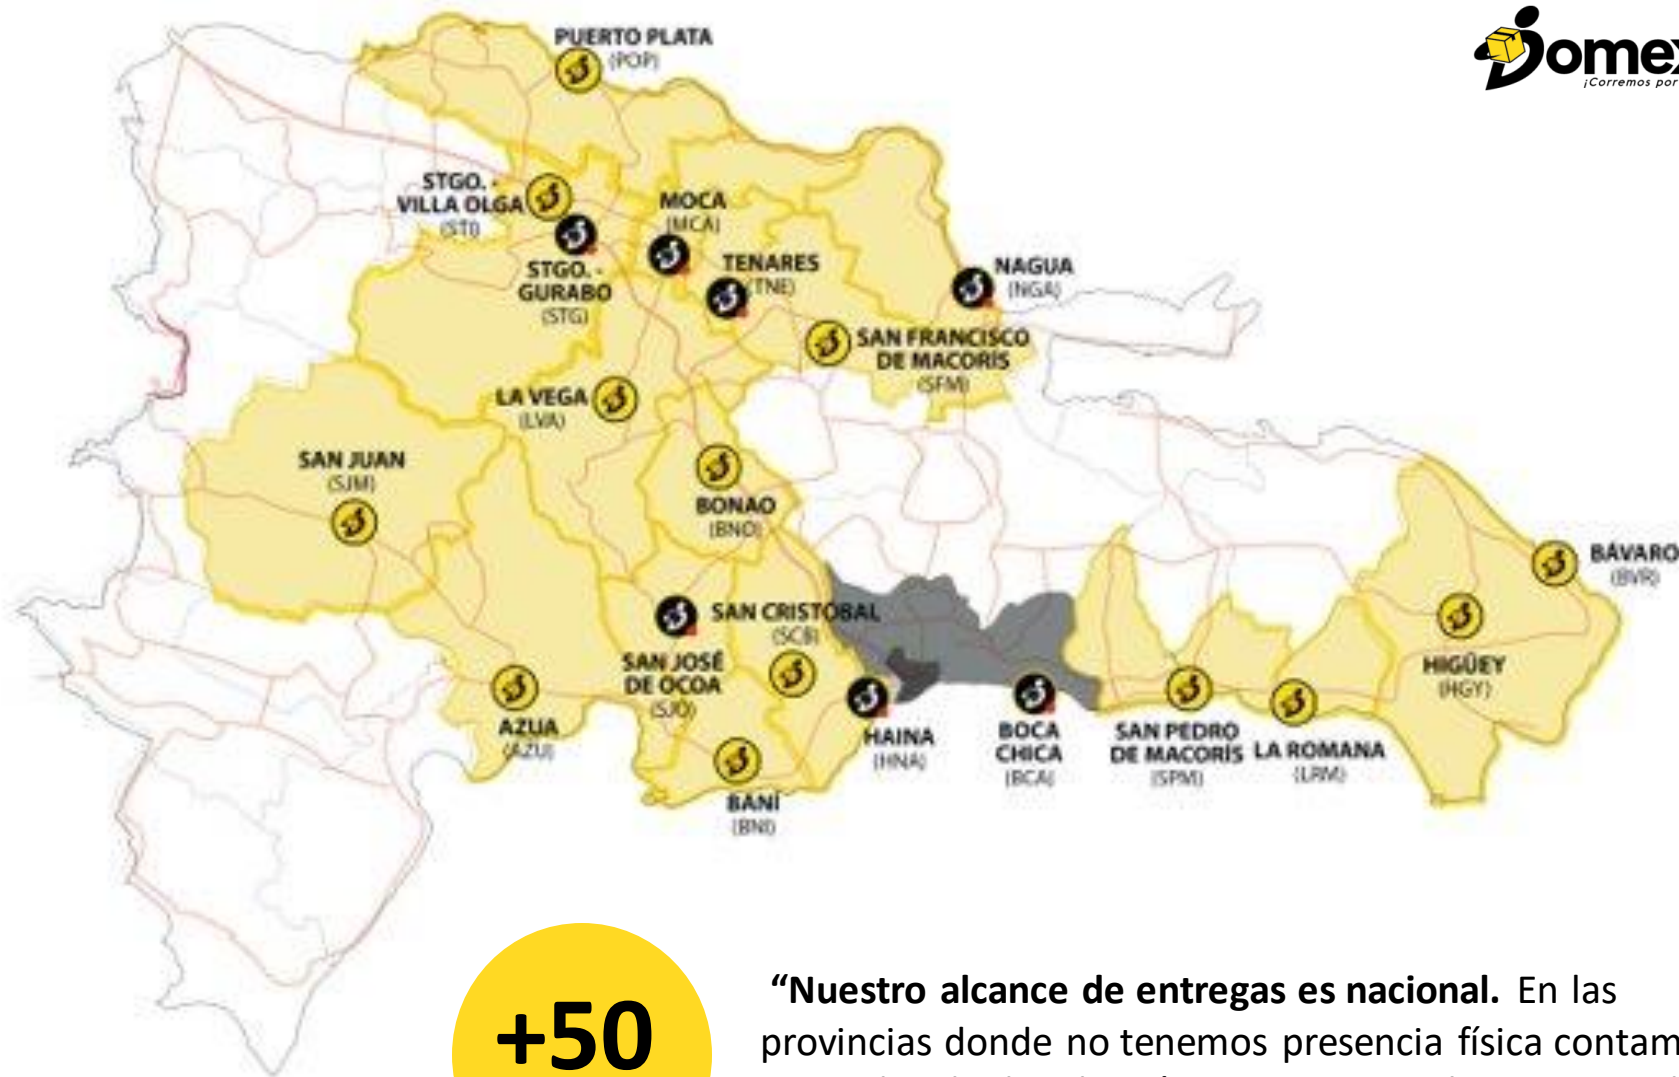 Domex
¡Corremos por
PUERTO PLATA
(POP)
STGO. -
VILLA OLGA
(STI)
MOCA
(MCA)
STGO. -
GURABO
(STG)
TENARES
(TNE)
NAGUA
(NGA)
SAN FRANCISCO
DE MACORÍS
(SFM)
LA VEGA
(LVA)
SAN JUAN
(SJM)
BONAO
(BNO)
BÁVARO
(BVR)
SAN CRISTÓBAL
(SCB)
SAN JOSÉ
DE OCOA
(SJO)
HIGÜEY
(HGY)
AZUA
(AZU)
HAINA
(HNA)
BOCA
CHICA
(BCA)
SAN PEDRO
DE MACORÍS
(SPM)
LA ROMANA
(LRM)
BANÍ
(BNI)
+50
“Nuestro alcance de entregas es nacional. En las
provincias donde no tenemos presencia física contam